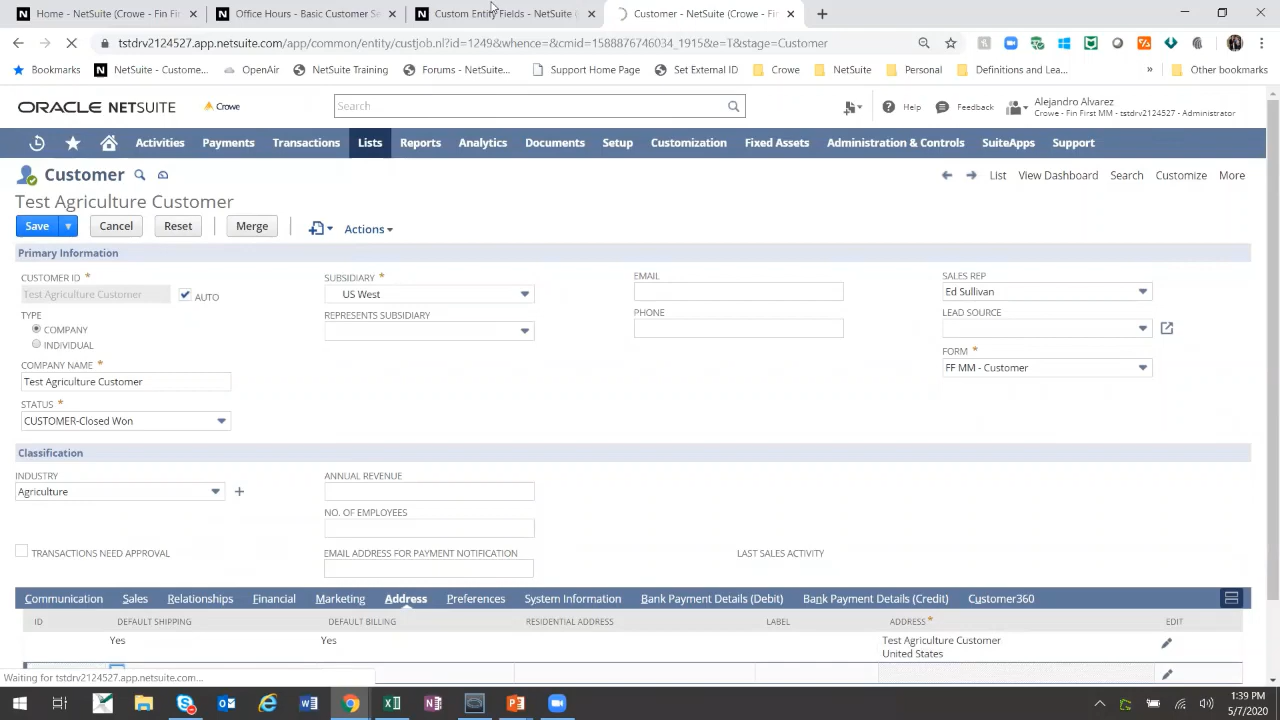 Home - NetSuite (Crowe - Fin Fi
Office Hours - Basic Customer Se
Custom Entity Fields - NetSuite (
Customer - NetSuite (Crowe - Fin
tstdrv2124527.app.netsuite.com/app/common/entity/custjob.nl?id=1249&whence=&cmid=1588876746034_1915&e=T&stage=Customer
Bookmarks
NetSuite - Custome...
OpenAir
NetSuite Training
Forums - NetSuite...
Support Home Page
Set External ID
Crowe
NetSuite
Personal
Definitions and Lea...
»
Other bookmarks
ORACLE NETSUITE
Crowe
Search
Help
Feedback
Alejandro Alvarez
Crowe - Fin First MM - tstdrv2124527 - Administrator
Activities
Payments
Transactions
Lists
Reports
Analytics
Documents
Setup
Customization
Fixed Assets
Administration & Controls
SuiteApps
Support
Customer
List
View Dashboard
Search
Customize
More
Test Agriculture Customer
Save
Cancel
Reset
Merge
Actions
Primary Information
CUSTOMER ID *
Test Agriculture Customer
AUTO
TYPE
COMPANY
INDIVIDUAL
COMPANY NAME *
Test Agriculture Customer
STATUS *
CUSTOMER-Closed Won
SUBSIDIARY *
US West
REPRESENTS SUBSIDIARY
EMAIL
PHONE
SALES REP
Ed Sullivan
LEAD SOURCE
FORM *
FF MM - Customer
Classification
INDUSTRY
Agriculture
TRANSACTIONS NEED APPROVAL
ANNUAL REVENUE
NO. OF EMPLOYEES
EMAIL ADDRESS FOR PAYMENT NOTIFICATION
LAST SALES ACTIVITY
Communication
Sales
Relationships
Financial
Marketing
Address
Preferences
System Information
Bank Payment Details (Debit)
Bank Payment Details (Credit)
Customer360
ID
DEFAULT SHIPPING
DEFAULT BILLING
RESIDENTIAL ADDRESS
LABEL
ADDRESS *
EDIT
Yes
Yes
Test Agriculture Customer
United States
Waiting for tstdrv2124527.app.netsuite.com...
1:39 PM
5/7/2020